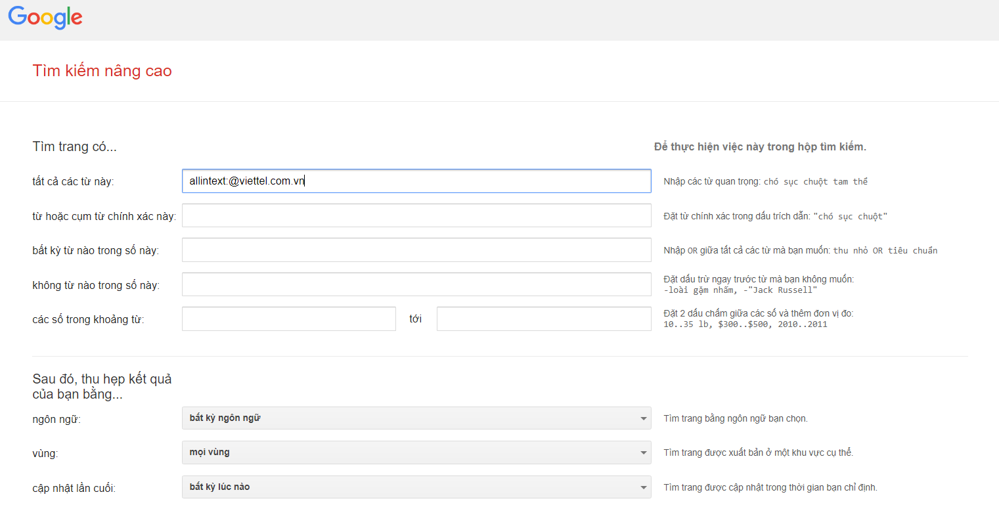 Google
Tìm kiếm nâng cao
Tìm trang có...
Để thực hiện việc này trong hộp tìm kiếm.
tất cả các từ này:
allintext:@viettel.com.vn
Nhập các từ quan trọng: chó sục chuột tam thể
từ hoặc cụm từ chính xác này:
Đặt từ chính xác trong dấu trích dẫn: "chó sục chuột"
bất kỳ từ nào trong số này:
Nhập OR giữa tất cả các từ mà bạn muốn: thu nhỏ OR tiêu chuẩn
không từ nào trong số này:
Đặt dấu trừ ngay trước từ mà bạn không muốn:
-loài gặm nhấm, -"Jack Russell"
các số trong khoảng từ:
tới
Đặt 2 dấu chấm giữa các số và thêm đơn vị đo:
10..35 lb, $300..$500, 2010..2011
Sau đó, thu hẹp kết quả
của bạn bằng...
ngôn ngữ:
bất kỳ ngôn ngữ
Tìm trang bằng ngôn ngữ bạn chọn.
vùng:
mọi vùng
Tìm trang được xuất bản ở một khu vực cụ thể.
cập nhật lần cuối:
bất kỳ lúc nào
Tìm trang được cập nhật trong thời gian bạn chỉ định.